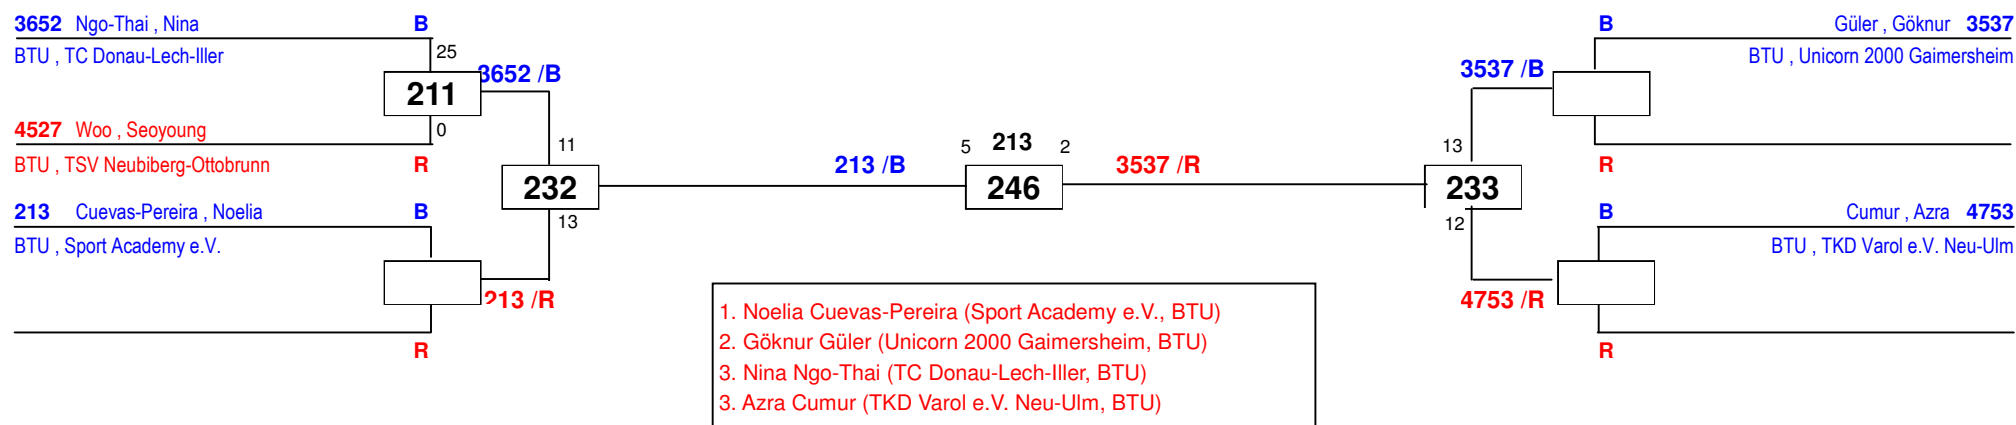 3652 Ngo-Thai , Nina B
BTU , TC Donau-Lech-Iller
25
3652 /B
211
4527 Woo , Seoyoung
0
BTU , TSV Neubiberg-Ottobrunn R
11
232
13
213 Cuevas-Pereira , Noelia B
BTU , Sport Academy e.V.
213 /R
R
213 /B
5 213 2
246
3537 /R
B Güler , Göknur 3537
BTU , Unicorn 2000 Gaimersheim
3537 /B
R
13
233
12
B Cumur , Azra 4753
BTU , TKD Varol e.V. Neu-Ulm
4753 /R
R
1. Noelia Cuevas-Pereira (Sport Academy e.V., BTU)
2. Göknur Güler (Unicorn 2000 Gaimersheim, BTU)
3. Nina Ngo-Thai (TC Donau-Lech-Iller, BTU)
3. Azra Cumur (TKD Varol e.V. Neu-Ulm, BTU)